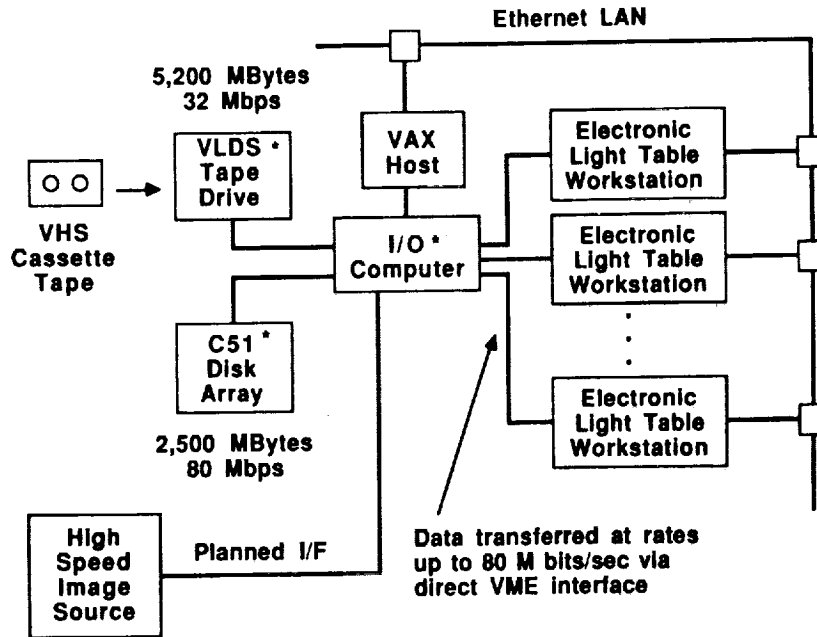 Ethernet LAN
5,200 MBytes
32 Mbps
VLDS *
Tape
Drive
VAX
Host
Electronic
Light Table
Workstation
VHS
Cassette
Tape
I/O *
Computer
Electronic
Light Table
Workstation
C51 *
Disk
Array
2,500 MBytes
80 Mbps
Electronic
Light Table
Workstation
High
Speed
Image
Source
Planned I/F
Data transferred at rates
up to 80 M bits/sec via
direct VME interface